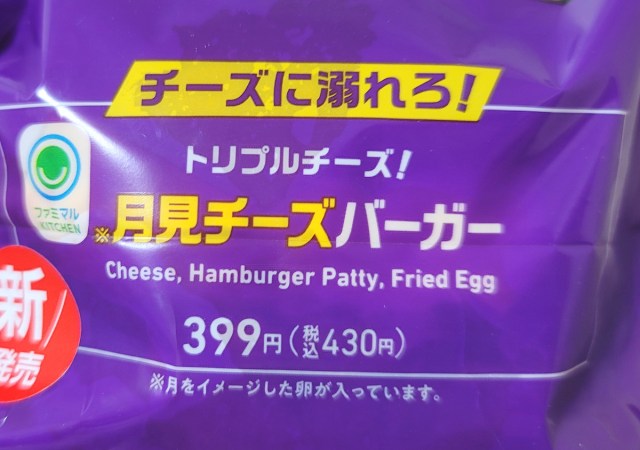 チーズに溺れろ!
トリプルチーズ!
ファミマル
KITCHEN
※月見チーズバーガー
Cheese, Hamburger Patty, Fried Egg
新
発売
399円(税込430円)
※月をイメージした卵が入っています。